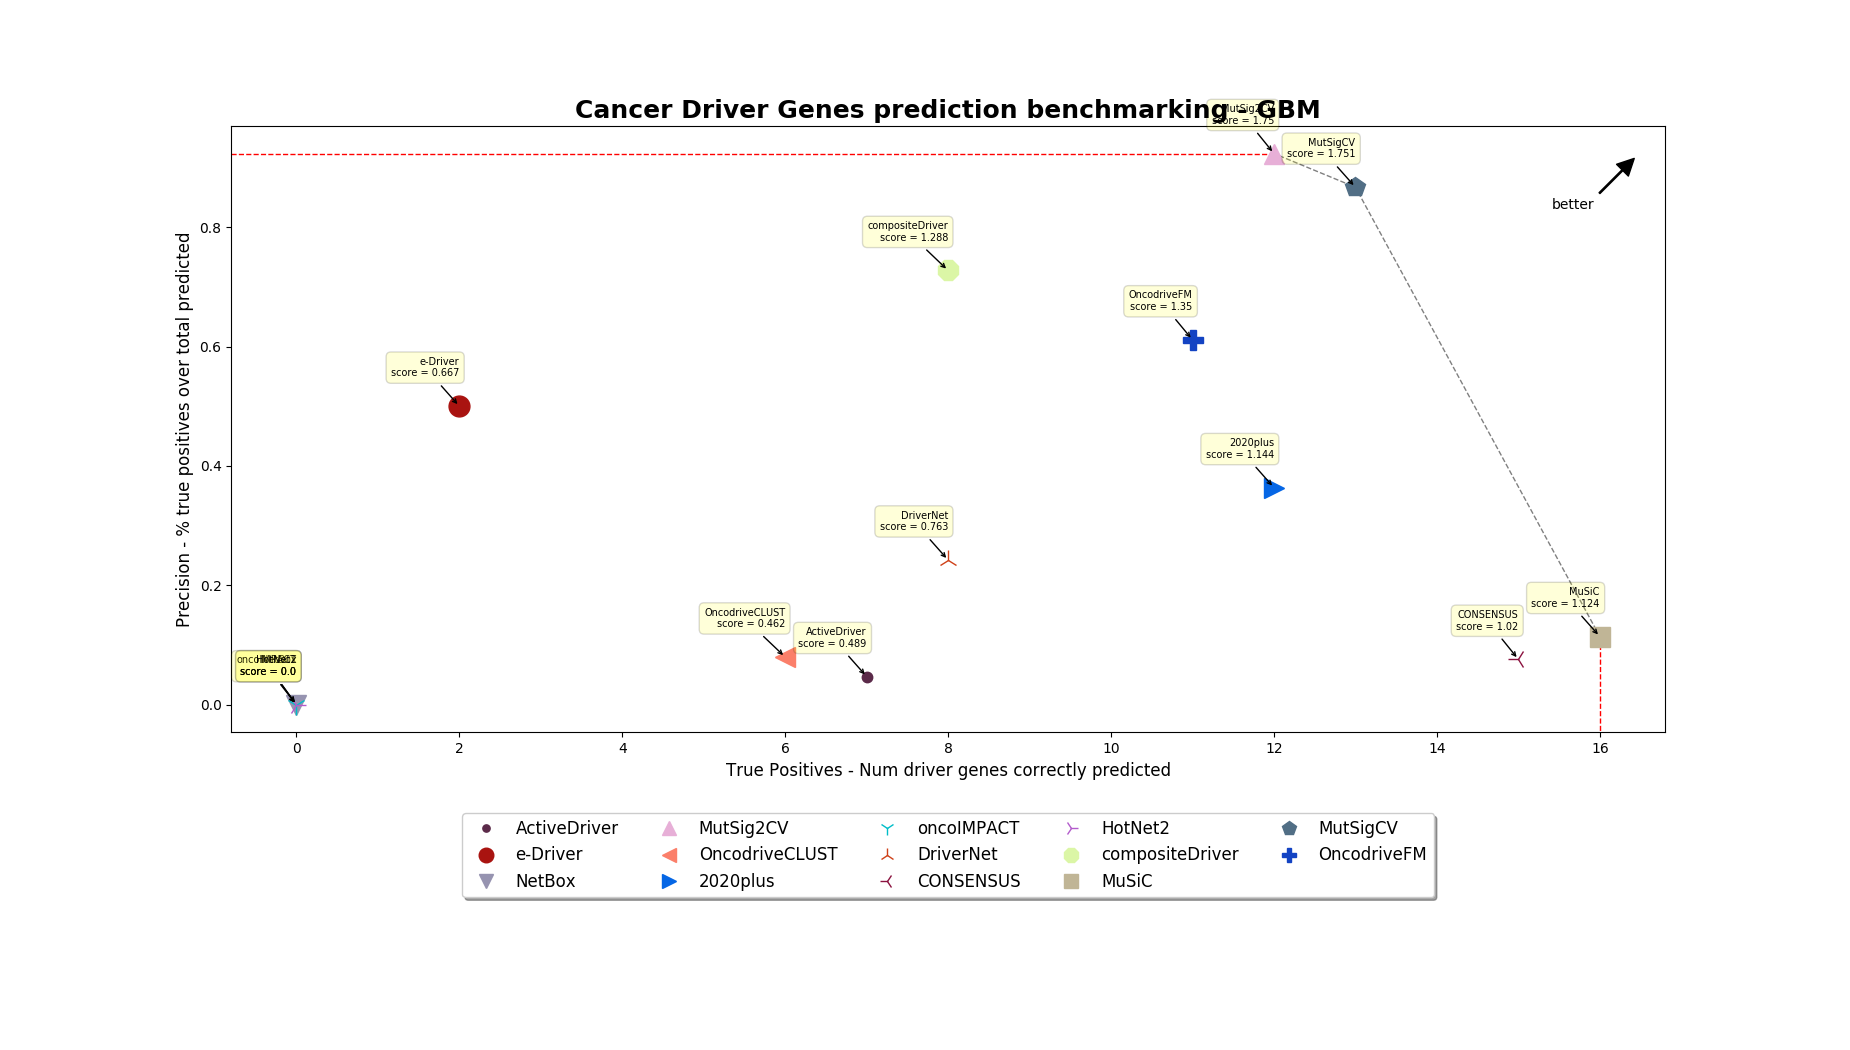 Cancer Driver Genes prediction benchmarking - GBM
MutSig2CV
score = 1.75
MutSigCV
score = 1.751
better
compositeDriver
score = 1.288
OncodriveFM
score = 1.35
e-Driver
score = 0.667
2020plus
score = 1.144
DriverNet
score = 0.763
MuSiC
score = 1.124
CONSENSUS
score = 1.02
OncodriveCLUST
score = 0.462
ActiveDriver
score = 0.489
score = 0.0
Precision - % true positives over total predicted
0.8
0.6
0.4
0.2
0.0
0 2 4 6 8 10 12 14 16
True Positives - Num driver genes correctly predicted
ActiveDriver MutSig2CV oncoIMPACT HotNet2 MutSigCV
e-Driver OncodriveCLUST DriverNet compositeDriver OncodriveFM
NetBox 2020plus CONSENSUS MuSiC